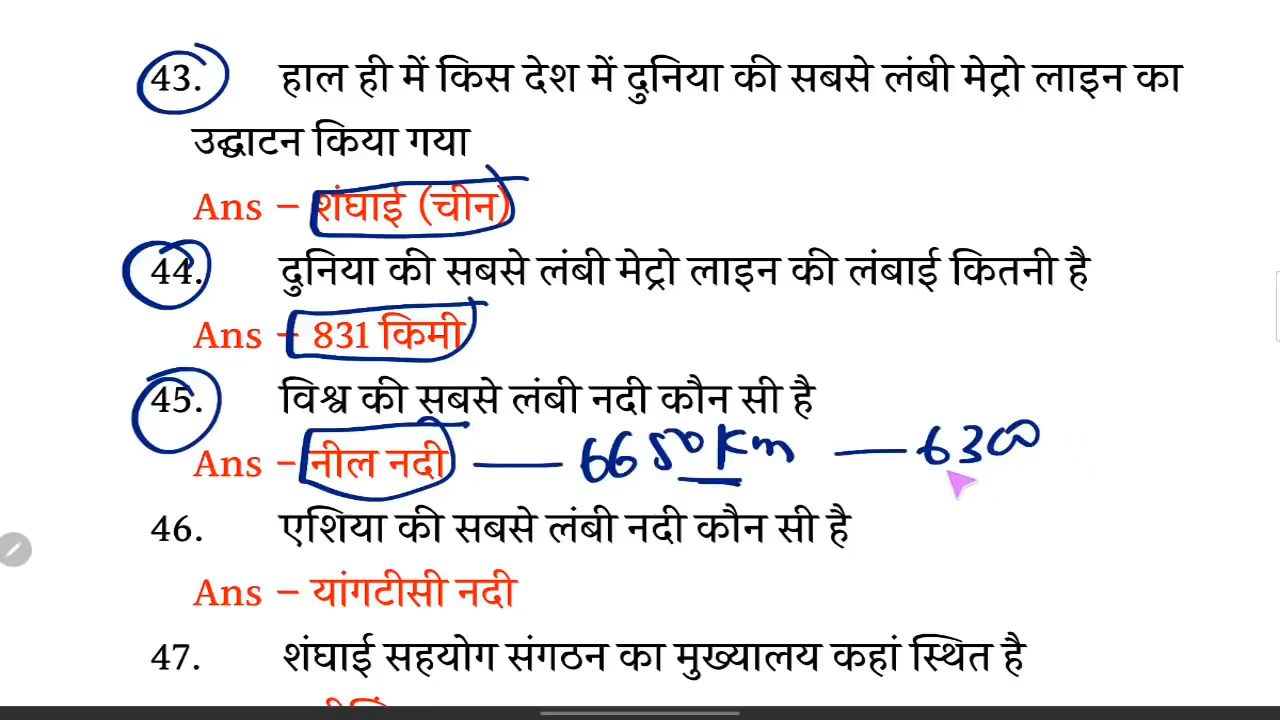 43. हाल ही में किस देश में दुनिया की सबसे लंबी मेट्रो लाइन का
उद्घाटन किया गया
Ans – शंघाई (चीन)
44. दुनिया की सबसे लंबी मेट्रो लाइन की लंबाई कितनी है
Ans – 831 किमी
45. विश्व की सबसे लंबी नदी कौन सी है
Ans – नील नदी — 6650 Km — 6300
46. एशिया की सबसे लंबी नदी कौन सी है
Ans – यांगटीसी नदी
47. शंघाई सहयोग संगठन का मुख्यालय कहां स्थित है